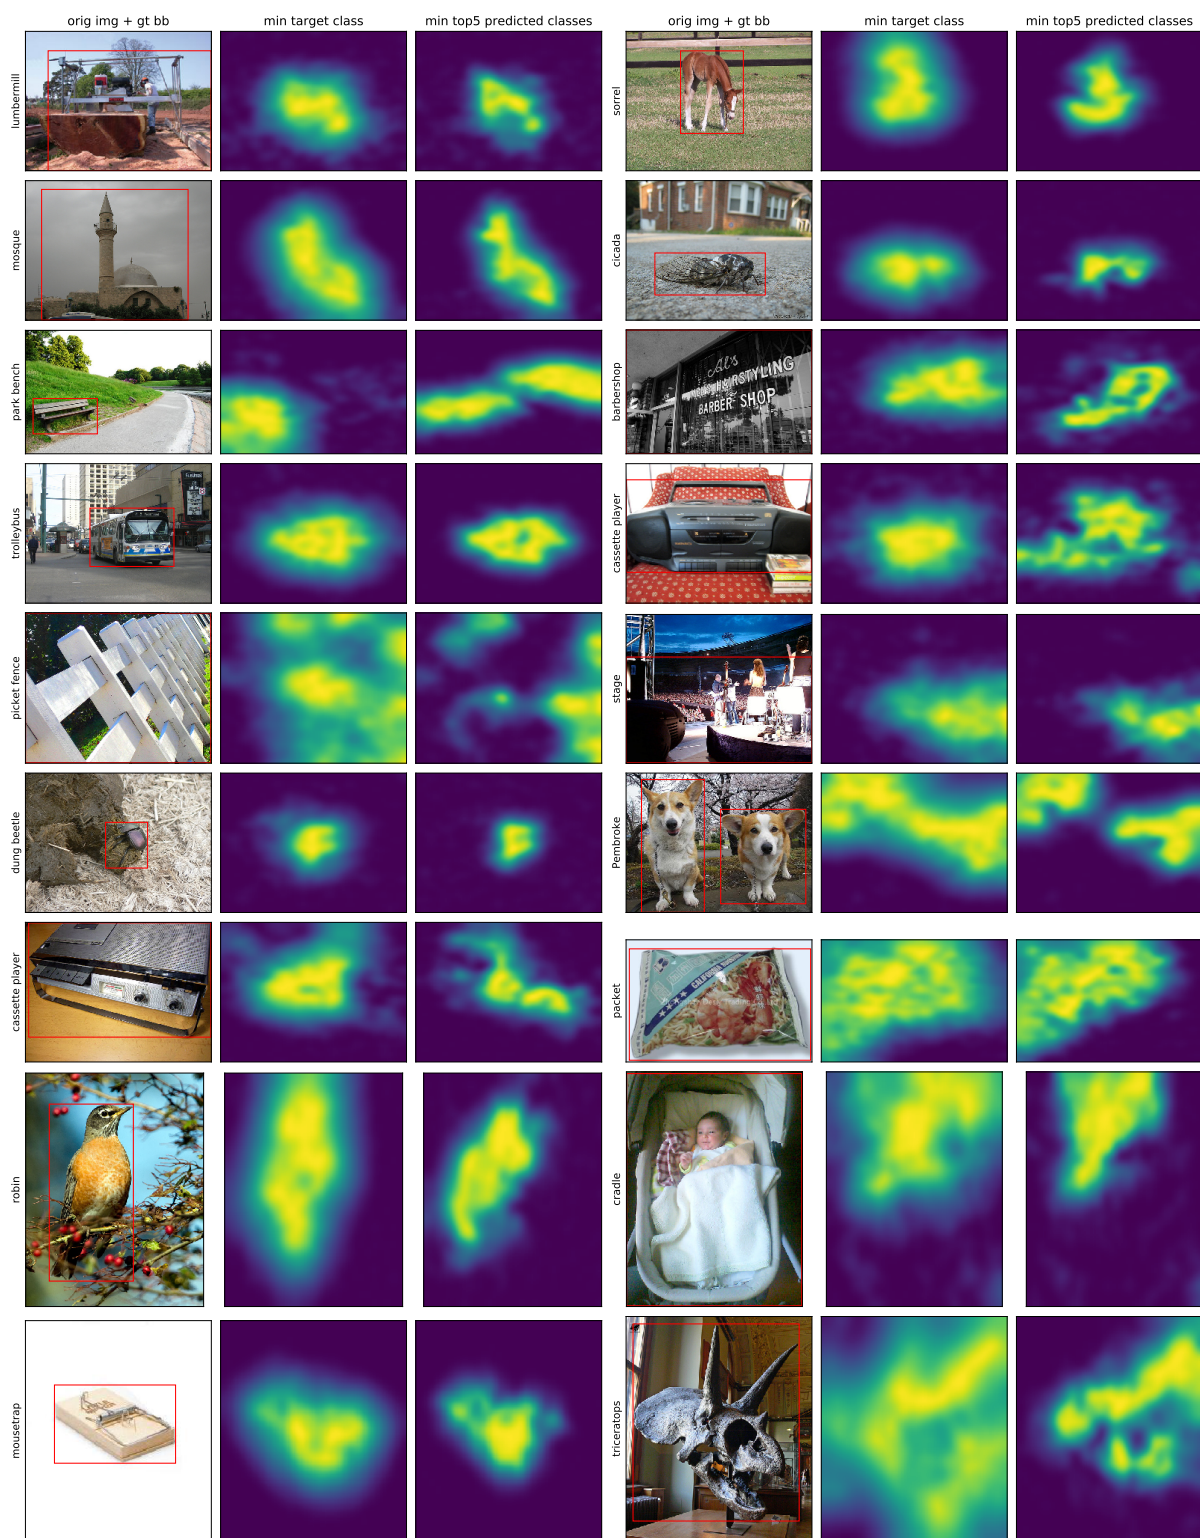 orig img + gt bb min target class min top5 predicted classes orig img + gt bb min target class min top5 predicted classes
lumbermill
sorrel
mosque
cicada
park bench
barbershop
Al's
HAIRSTYLING
BARBER SHOP
trolleybus
cassette player
picket fence
stage
dung beetle
Pembroke
cassette player
packet
CALIFORNIA
robin
cradle
mousetrap
triceratops